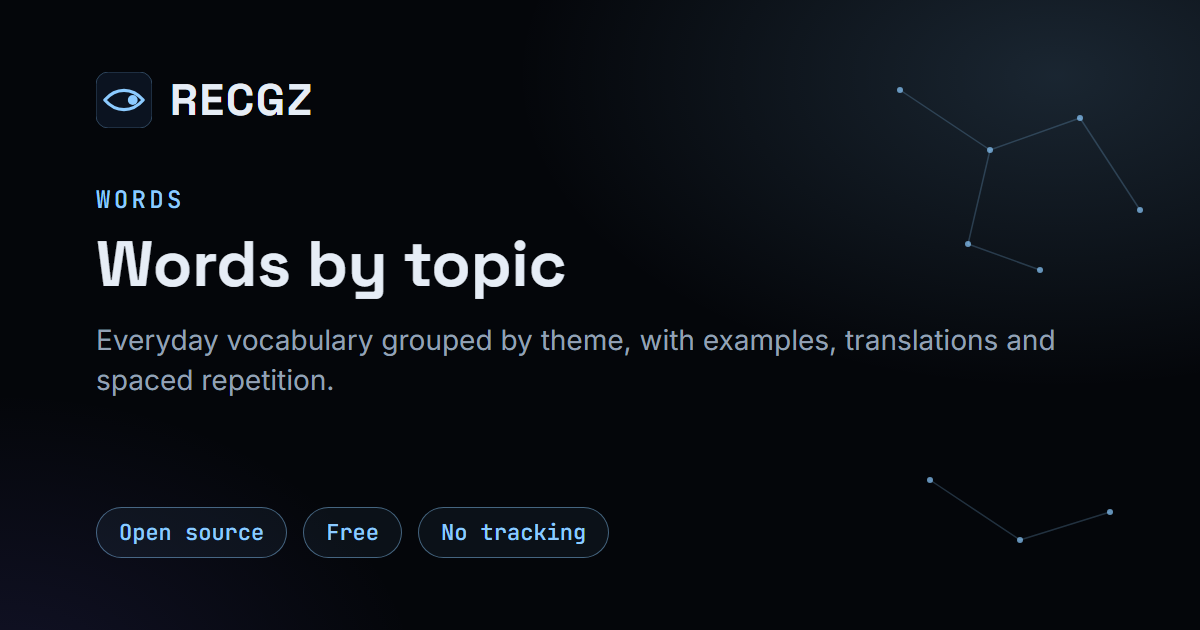 RECGZ
WORDS
Words by topic
Everyday vocabulary grouped by theme, with examples, translations and
spaced repetition.
Open source
Free
No tracking